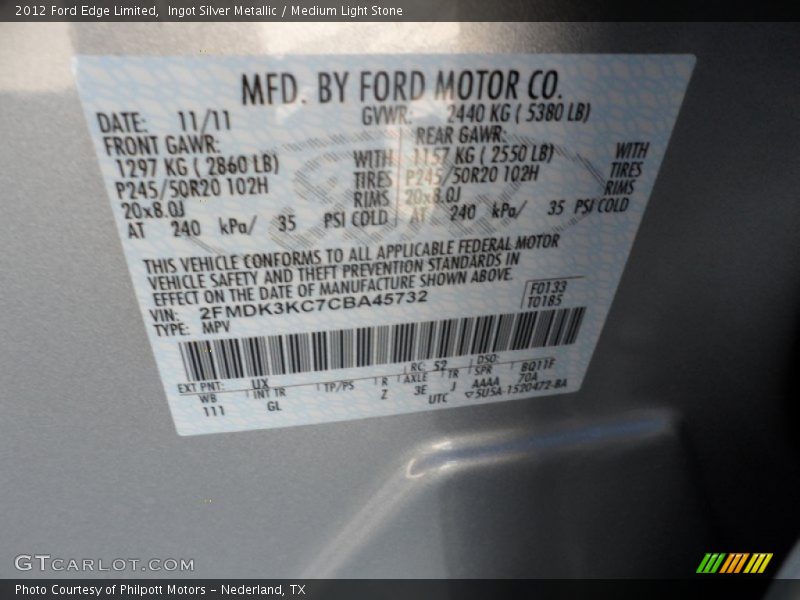 2012 Ford Edge Limited,  Ingot Silver Metallic / Medium Light Stone
MFD. BY FORD MOTOR CO.
DATE: 11/11 GVWR: 2440 KG ( 5380 LB)
FRONT GAWR: REAR GAWR:
1297 KG ( 2860 LB) WITH 1157 KG ( 2550 LB) WITH
P245/50R20 102H TIRES P245/50R20 102H TIRES
20x8.0J RIMS 20x8.0J RIMS
AT 240 kPa/ 35 PSI COLD AT 240 kPa/ 35 PSI COLD
THIS VEHICLE CONFORMS TO ALL APPLICABLE FEDERAL MOTOR
VEHICLE SAFETY AND THEFT PREVENTION STANDARDS IN
EFFECT ON THE DATE OF MANUFACTURE SHOWN ABOVE.
VIN: 2FMDK3KC7CBA45732 F0133
TYPE: MPV T0185
EXT PNT: UX RC: 52 DSO:
WB INT TR TP/PS R AXLE TR SPR BQ11F
111 GL Z 3E J AAAA 70A
UTC ▽5U5A-1520472-BA
GTCARLOT.COM
Photo Courtesy of Philpott Motors - Nederland, TX